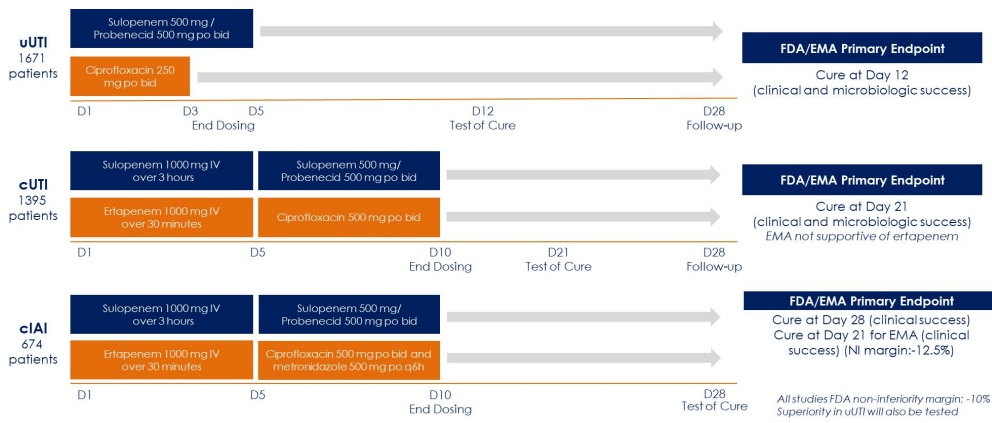 uUTI
1671
patients
Sulopenem 500 mg /
Probenecid 500 mg po bid
Ciprofloxacin 250
mg po bid
D1
D3
D5
D12
D28
End Dosing
Test of Cure
Follow-up
FDA/EMA Primary Endpoint
Cure at Day 12
(clinical and microbiologic success)
cUTI
1395
patients
Sulopenem 1000 mg IV
over 3 hours
Sulopenem 500 mg/
Probenecid 500 mg po bid
Ertapenem 1000 mg IV
over 30 minutes
Ciprofloxacin 500 mg po bid
D1
D5
D10
D21
D28
End Dosing
Test of Cure
Follow-up
FDA/EMA Primary Endpoint
Cure at Day 21
(clinical and microbiologic success)
EMA not supportive of ertapenem
cIAI
674
patients
Sulopenem 1000 mg IV
over 3 hours
Sulopenem 500 mg/
Probenecid 500 mg po bid
Ertapenem 1000 mg IV
over 30 minutes
Ciprofloxacin 500 mg po bid and
metronidazole 500 mg po q6h
D1
D5
D10
D28
End Dosing
Test of Cure
FDA/EMA Primary Endpoint
Cure at Day 28 (clinical success)
Cure at Day 21 for EMA (clinical
success) (NI margin:-12.5%)
All studies FDA non-inferiority margin: -10%
Superiority in uUTI will also be tested